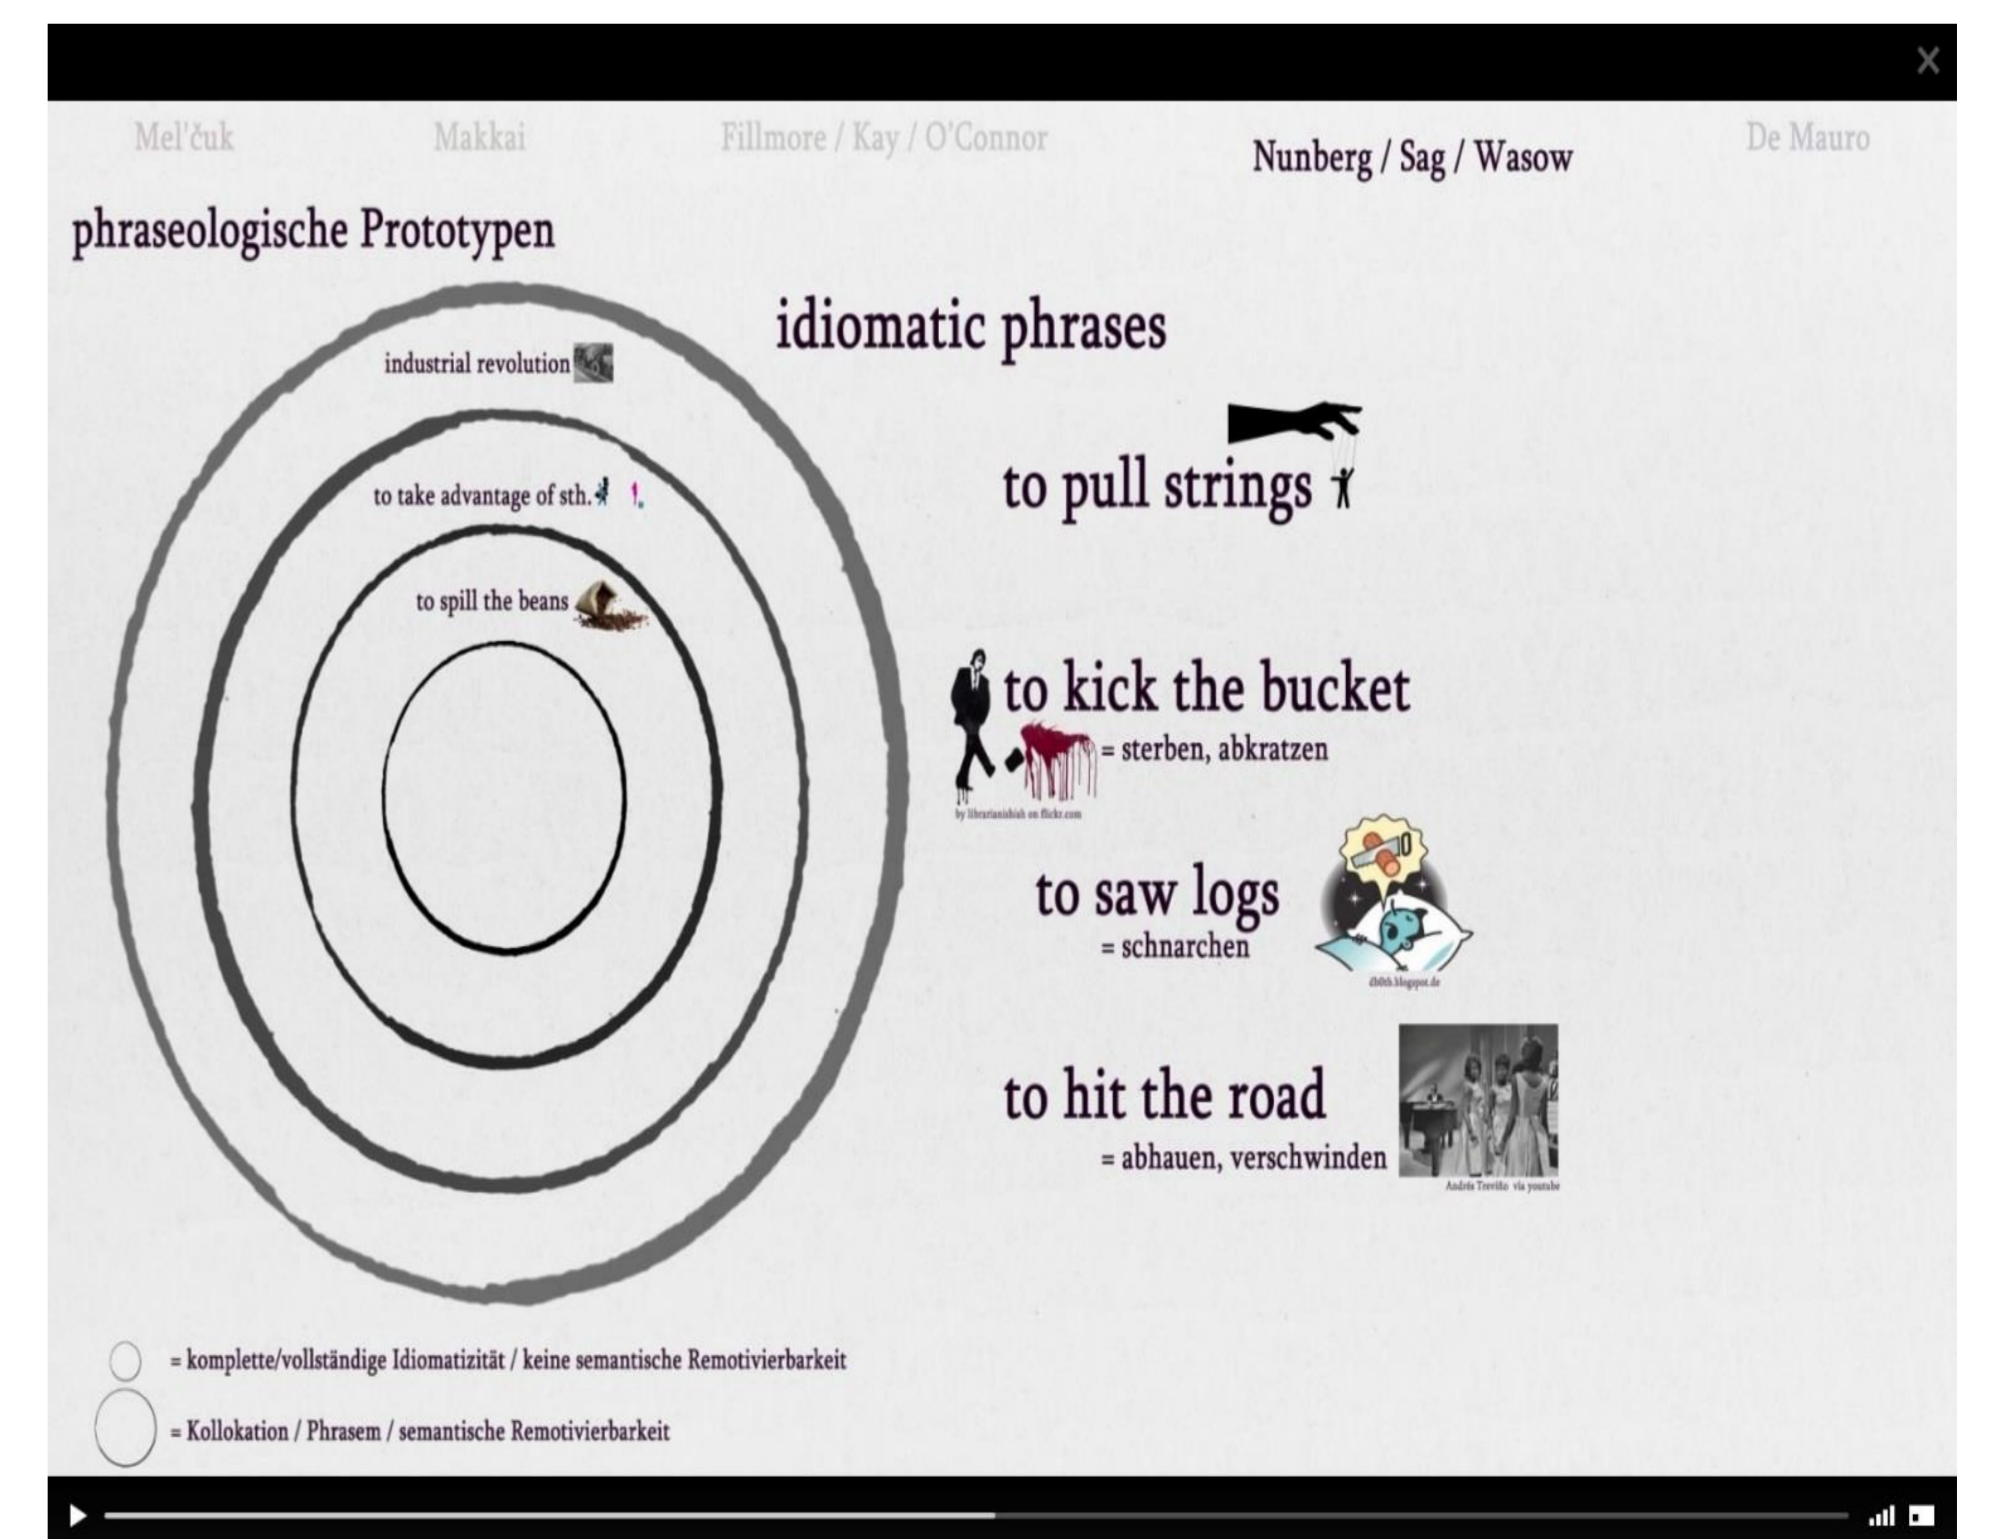 Mel'čuk
Makkai
Fillmore / Kay / O'Connor
Nunberg / Sag / Wasow
De Mauro
phraseologische Prototypen
industrial revolution
to take advantage of sth.
to spill the beans
idiomatic phrases
to pull strings
to kick the bucket
= sterben, abkratzen
by librarianishish on flickr.com
to saw logs
= schnarchen
to hit the road
= abhauen, verschwinden
Andrés Treviño via youtube
= komplette/vollständige Idiomatizität / keine semantische Remotivierbarkeit
= Kollokation / Phrasem / semantische Remotivierbarkeit